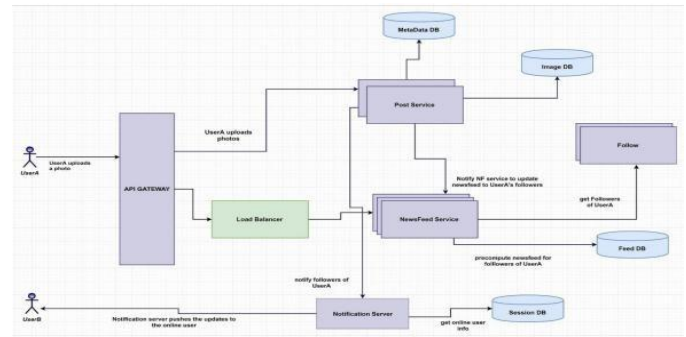 MetaData DB
Image DB
Post Service
UserA uploads
photos
Follow
UserA uploads
a photo
UserA
API GATEWAY
Notify NF service to update
newsfeed to UserA's followers
get Followers
of UserA
Load Balancer
NewsFeed Service
Feed DB
precompute newsfeed for
followers of UserA
notify followers of
UserA
UserB
Notification server pushes the updates to
the online user
Notification Server
get online user
info
Session DB